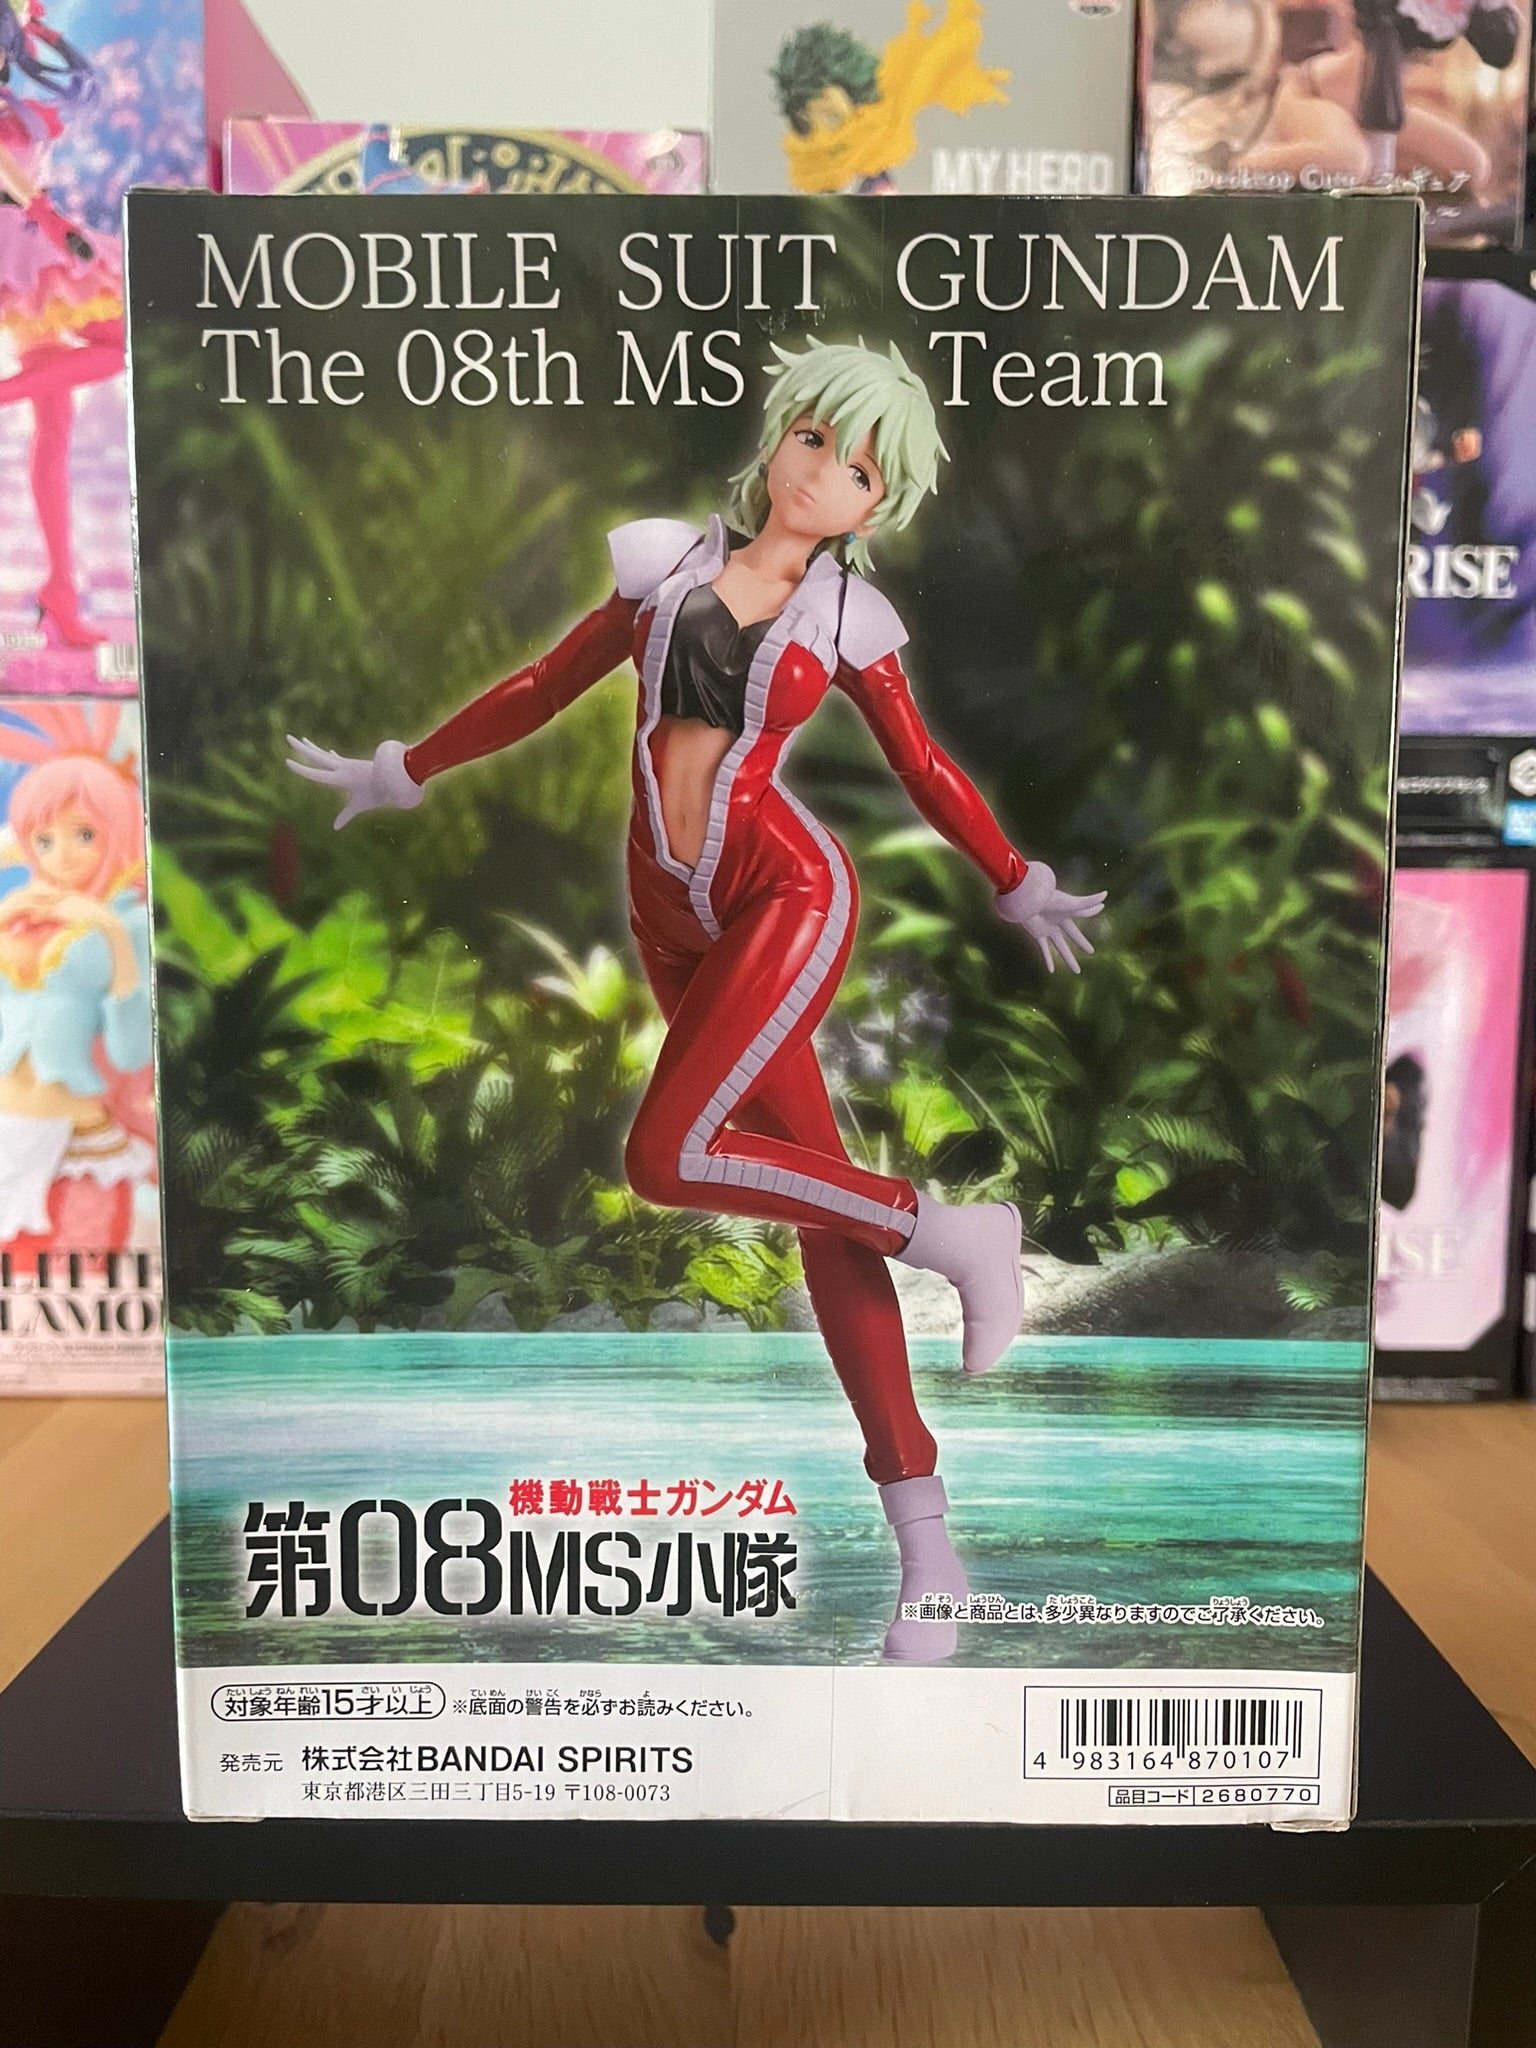 MY HERO
MOBILE SUIT GUNDAM
The 08th MS Team
RISE
ISE
機動戦士ガンダム
第08MS小隊
※画像と商品とは、多少異なりますのでご了承ください。
対象年齢15才以上 ※底面の警告を必ずお読みください。
発売元 株式会社BANDAI SPIRITS
東京都港区三田三丁目5-19 〒108-0073
4 983164 870107
品目コード 2680770